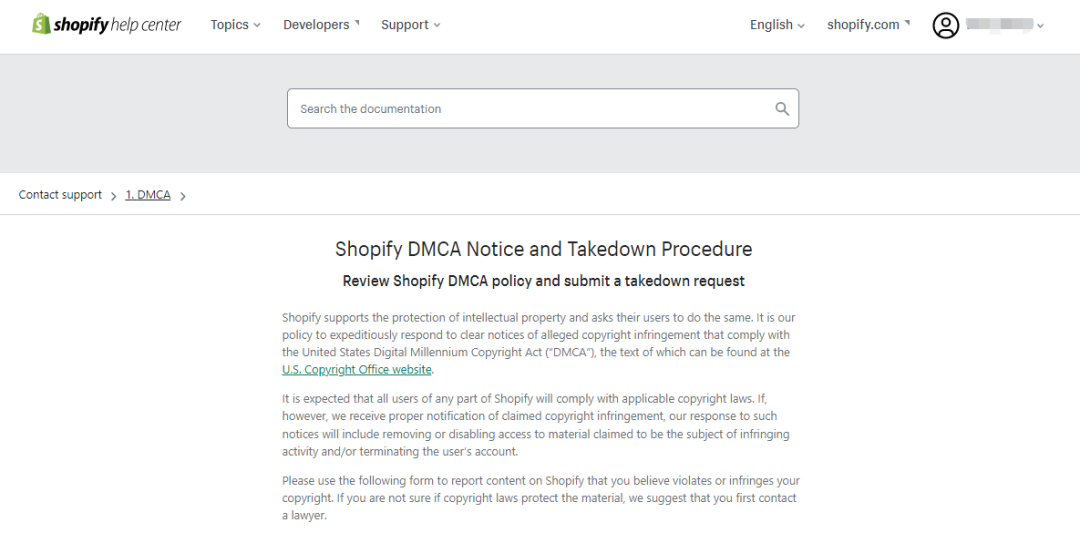 shopify help center Topics Developers Support English shopify.com
Search the documentation
Contact support 1. DMCA
Shopify DMCA Notice and Takedown Procedure
Review Shopify DMCA policy and submit a takedown request
Shopify supports the protection of intellectual property and asks their users to do the same. It is our
policy to expeditiously respond to clear notices of alleged copyright infringement that comply with
the United States Digital Millennium Copyright Act ("DMCA"), the text of which can be found at the
U.S. Copyright Office website.
It is expected that all users of any part of Shopify will comply with applicable copyright laws. If,
however, we receive proper notification of claimed copyright infringement, our response to such
notices will include removing or disabling access to material claimed to be the subject of infringing
activity and/or terminating the user's account.
Please use the following form to report content on Shopify that you believe violates or infringes your
copyright. If you are not sure if copyright laws protect the material, we suggest that you first contact
a lawyer.